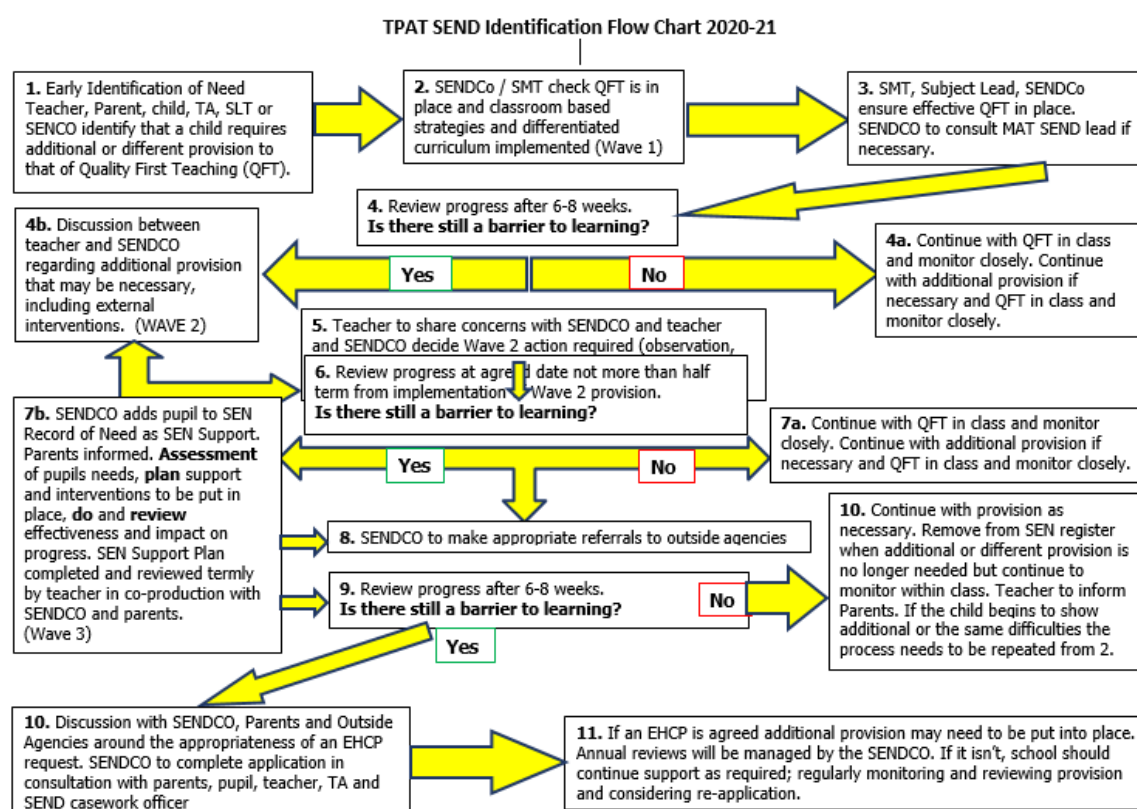 TPAT SEND Identification Flow Chart 2020-21
1. Early Identification of Need
Teacher, Parent, child, TA, SLT or
SENCO identify that a child requires
additional or different provision to
that of Quality First Teaching (QFT).
2. SENDCo / SMT check QFT is in
place and classroom based
strategies and differentiated
curriculum implemented (Wave 1)
3. SMT, Subject Lead, SENDCo
ensure effective QFT in place.
SENDCO to consult MAT SEND lead if
necessary.
4. Review progress after 6-8 weeks.
Is there still a barrier to learning?
4b. Discussion between
teacher and SENDCO
regarding additional provision
that may be necessary,
including external
interventions. (WAVE 2)
Yes
No
4a. Continue with QFT in class
and monitor closely. Continue
with additional provision if
necessary and QFT in class and
monitor closely.
5. Teacher to share concerns with SENDCO and teacher
and SENDCO decide Wave 2 action required (observation,
6. Review progress at agreed date not more than half
term from implementation Wave 2 provision.
Is there still a barrier to learning?
7b. SENDCO adds pupil to SEN
Record of Need as SEN Support.
Parents informed. Assessment
of pupils needs, plan support
and interventions to be put in
place, do and review
effectiveness and impact on
progress. SEN Support Plan
completed and reviewed termly
by teacher in co-production with
SENDCO and parents.
(Wave 3)
Yes
No
7a. Continue with QFT in class and monitor
closely. Continue with additional provision if
necessary and QFT in class and monitor closely.
8. SENDCO to make appropriate referrals to outside agencies
9. Review progress after 6-8 weeks.
Is there still a barrier to learning?
No
Yes
10. Continue with provision as
necessary. Remove from SEN register
when additional or different provision is
no longer needed but continue to
monitor within class. Teacher to inform
Parents. If the child begins to show
additional or the same difficulties the
process needs to be repeated from 2.
10. Discussion with SENDCO, Parents and Outside
Agencies around the appropriateness of an EHCP
request. SENDCO to complete application in
consultation with parents, pupil, teacher, TA and
SEND casework officer
11. If an EHCP is agreed additional provision may need to be put into place.
Annual reviews will be managed by the SENDCO. If it isn't, school should
continue support as required; regularly monitoring and reviewing provision
and considering re-application.